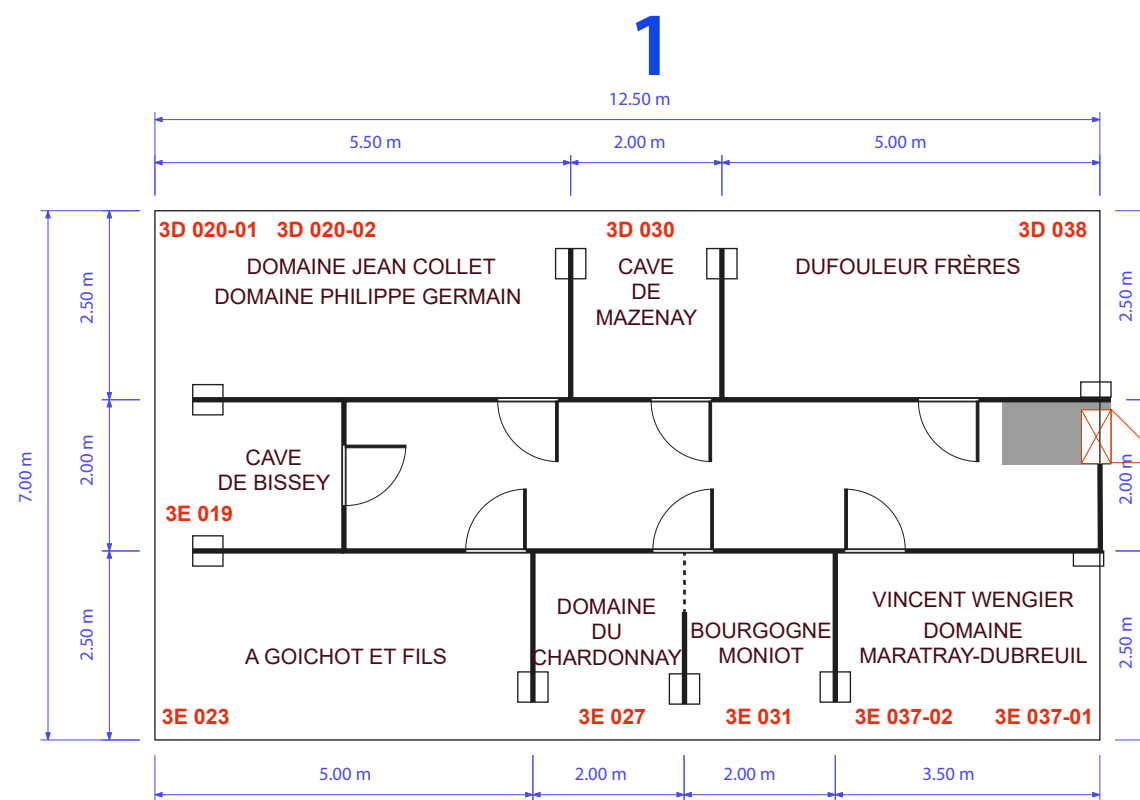 1
12.50 m
5.50 m
2.00 m
5.00 m
3D 020-01
3D 020-02
3D 030
3D 038
DOMAINE JEAN COLLET
DOMAINE PHILIPPE GERMAIN
CAVE
DE
MAZENAY
DUFOULEUR FRÈRES
2.50 m
2.50 m
7.00 m
2.00 m
2.00 m
CAVE
DE BISSEY
3E 019
2.50 m
2.50 m
A GOICHOT ET FILS
DOMAINE
DU
CHARDONNAY
BOURGOGNE
MONIOT
VINCENT WENGIER
DOMAINE
MARATRAY-DUBREUIL
3E 023
3E 027
3E 031
3E 037-02
3E 037-01
5.00 m
2.00 m
2.00 m
3.50 m